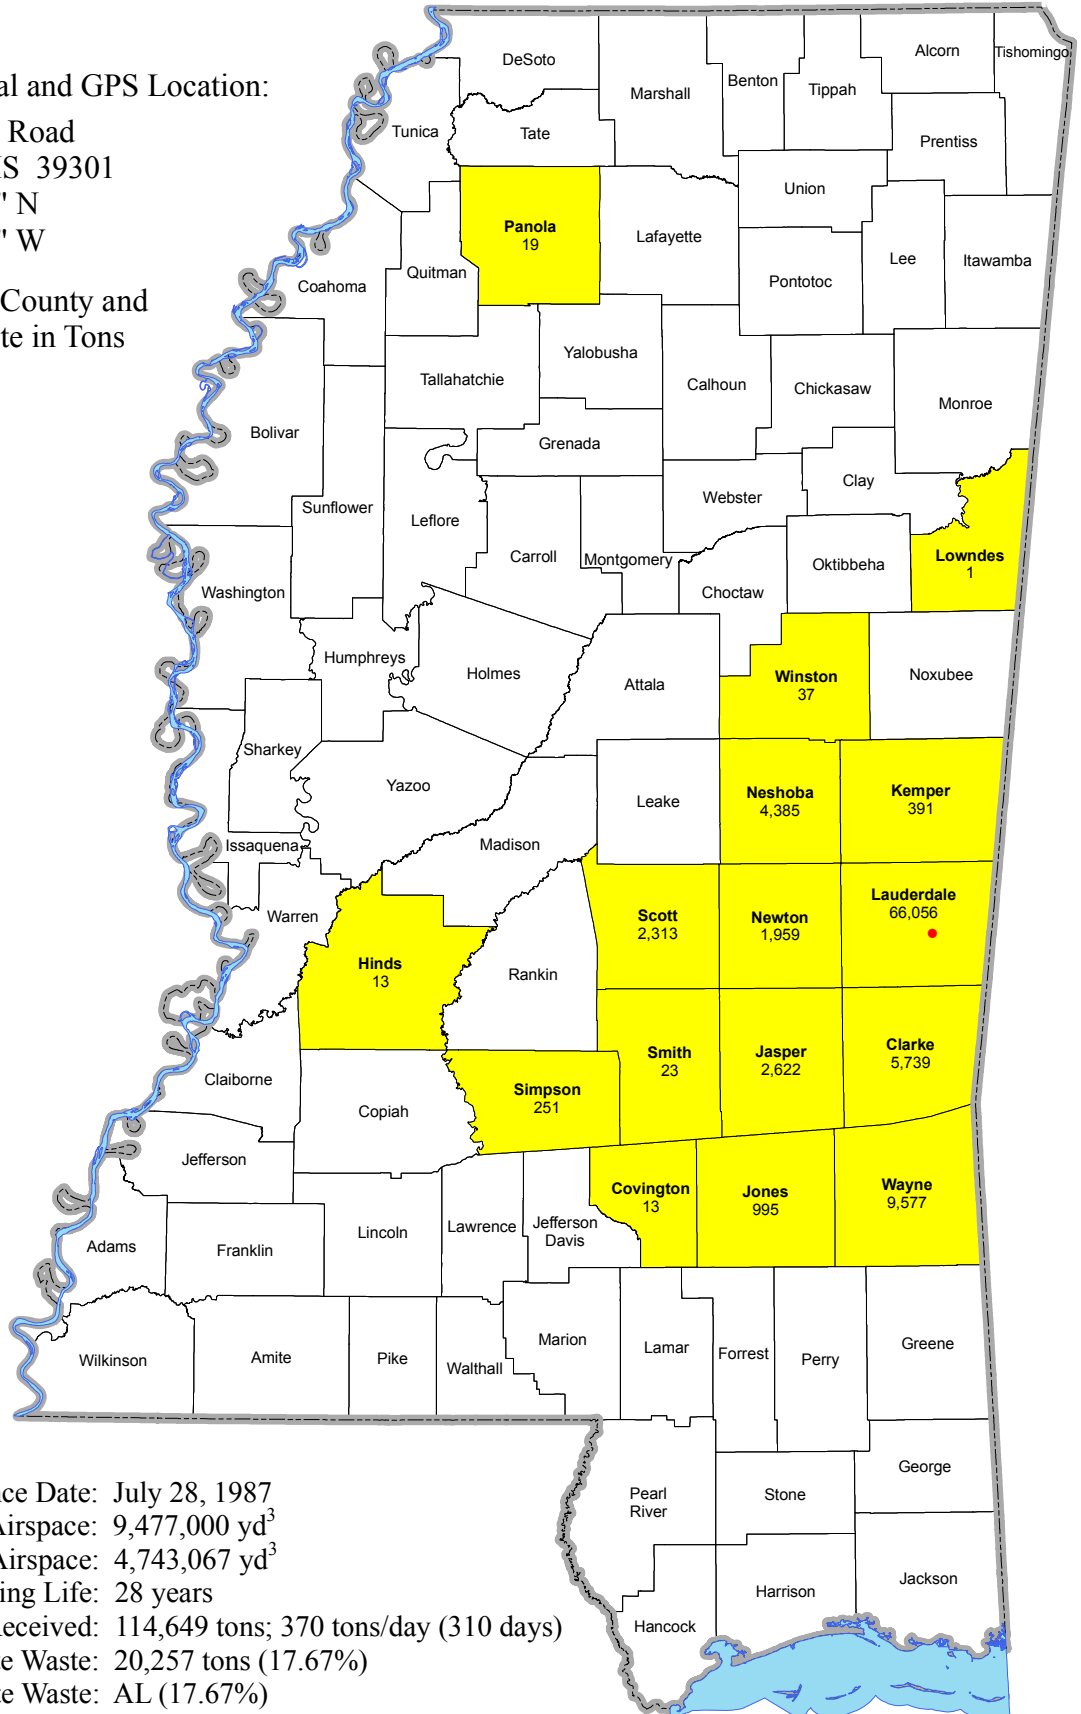 al and GPS Location:
Road
IS 39301
" N
" W
County and
te in Tons
DeSoto
Marshall
Benton
Tippah
Alcorn
Tishomingo
Tunica
Tate
Prentiss
Union
Panola
19
Lafayette
Lee
Itawamba
Pontotoc
Quitman
Coahoma
Yalobusha
Tallahatchie
Calhoun
Chickasaw
Monroe
Bolivar
Grenada
Clay
Webster
Sunflower
Leflore
Carroll
Montgomery
Oktibbeha
Lowndes
1
Washington
Choctaw
Humphreys
Holmes
Attala
Winston
37
Noxubee
Sharkey
Yazoo
Leake
Neshoba
4,385
Kemper
391
Issaquena
Madison
Warren
Scott
2,313
Newton
1,959
Lauderdale
66,056
Hinds
13
Rankin
Smith
23
Jasper
2,622
Clarke
5,739
Claiborne
Copiah
Simpson
251
Jefferson
Covington
13
Jones
995
Wayne
9,577
Adams
Franklin
Lincoln
Lawrence
Jefferson
Davis
Wilkinson
Amite
Pike
Walthall
Marion
Lamar
Forrest
Perry
Greene
George
Pearl
River
Stone
Harrison
Jackson
Hancock
ce Date: July 28, 1987
Airspace: 9,477,000 yd³
Airspace: 4,743,067 yd³
ing Life: 28 years
eceived: 114,649 tons; 370 tons/day (310 days)
te Waste: 20,257 tons (17.67%)
te Waste: AL (17.67%)